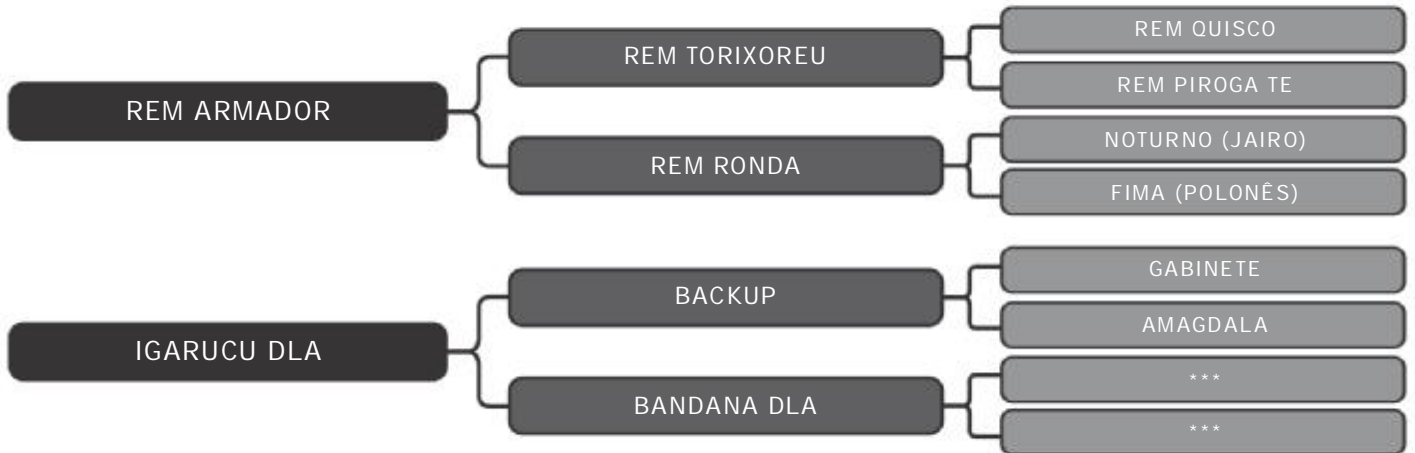 REM QUISCO
REM TORIXOREU
REM PIROGA TE
REM ARMADOR
NOTURNO (JAIRO)
REM RONDA
FIMA (POLONÊS)
GABINETE
BACKUP
AMAGDALA
IGARUCU DLA
***
BANDANA DLA
***